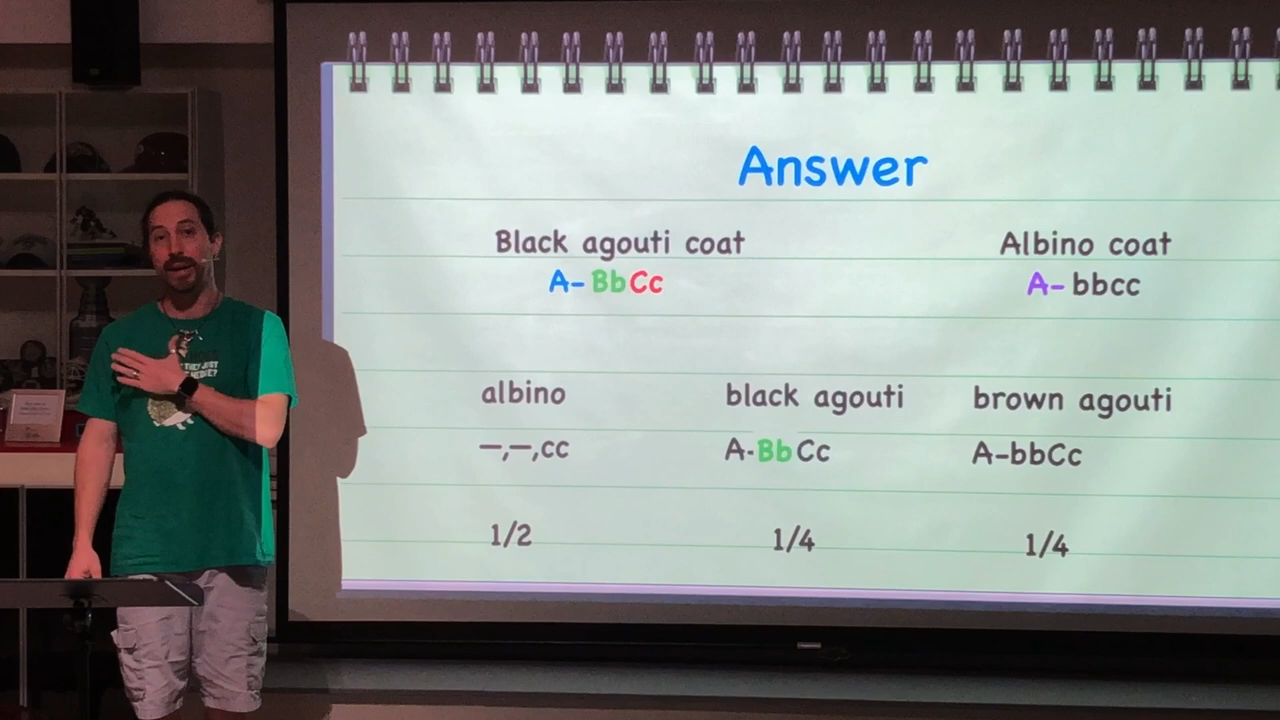 Answer
Black agouti coat
A- BbCc
Albino coat
A- bbcc
albino
–,–,cc
1/2
black agouti
A-BbCc
1/4
brown agouti
A-bbCc
1/4